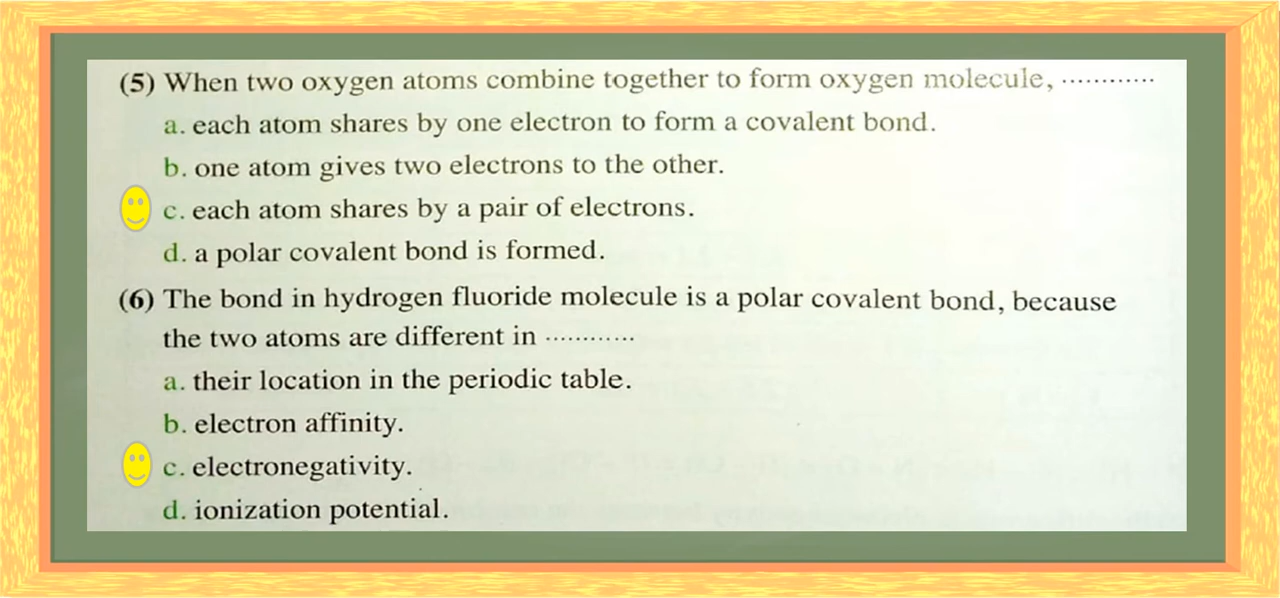 (5) When two oxygen atoms combine together to form oxygen molecule, ............
a. each atom shares by one electron to form a covalent bond.
b. one atom gives two electrons to the other.
c. each atom shares by a pair of electrons.
d. a polar covalent bond is formed.
(6) The bond in hydrogen fluoride molecule is a polar covalent bond, because
the two atoms are different in ............
a. their location in the periodic table.
b. electron affinity.
c. electronegativity.
d. ionization potential.